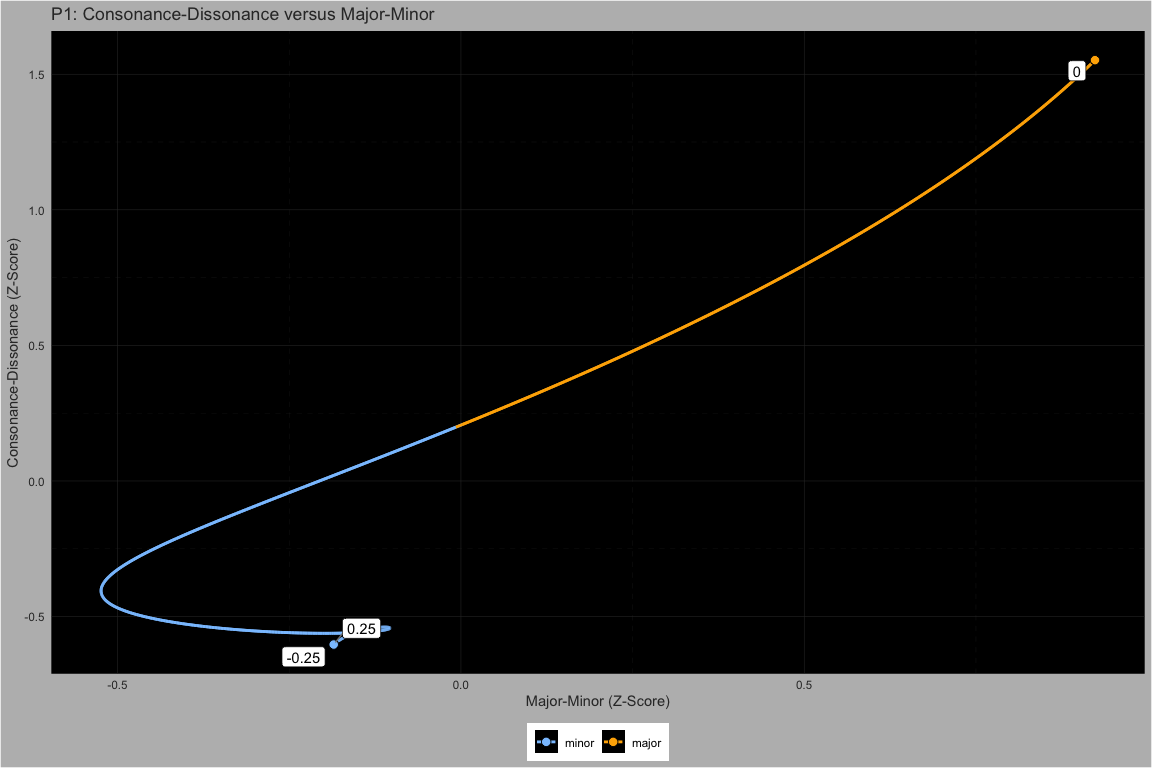 P1: Consonance-Dissonance versus Major-Minor
Consonance-Dissonance (Z-Score)
1.5
1.0
0.5
0.0
-0.5
0
0.25
-0.25
-0.5
0.0
0.5
Major-Minor (Z-Score)
minor major